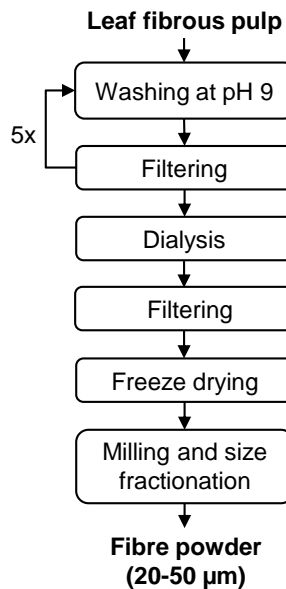 Leaf fibrous pulp
Washing at pH 9
5x
Filtering
Dialysis
Filtering
Freeze drying
Milling and size
fractionation
Fibre powder
(20-50 µm)